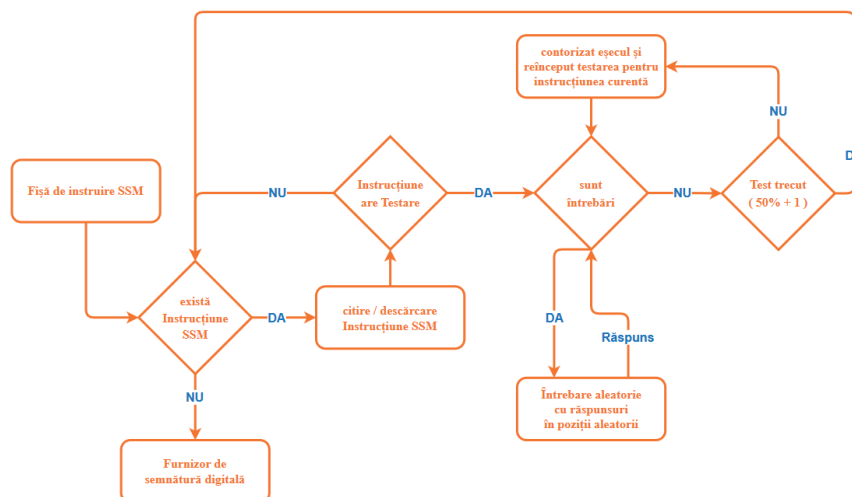 contorizat eșecul și
reînceput testarea pentru
instrucțiunea curentă
NU
D
Fișă de instruire SSM
NU
Instrucțiune
are Testare
DA
sunt
întrebări
NU
Test trecut
( 50% + 1 )
există
Instrucțiune
SSM
DA
citire / descărcare
Instrucțiune SSM
DA
Răspuns
NU
Întrebare aleatorie
cu răspunsuri
în poziții aleatorii
Furnizor de
semnătură digitală